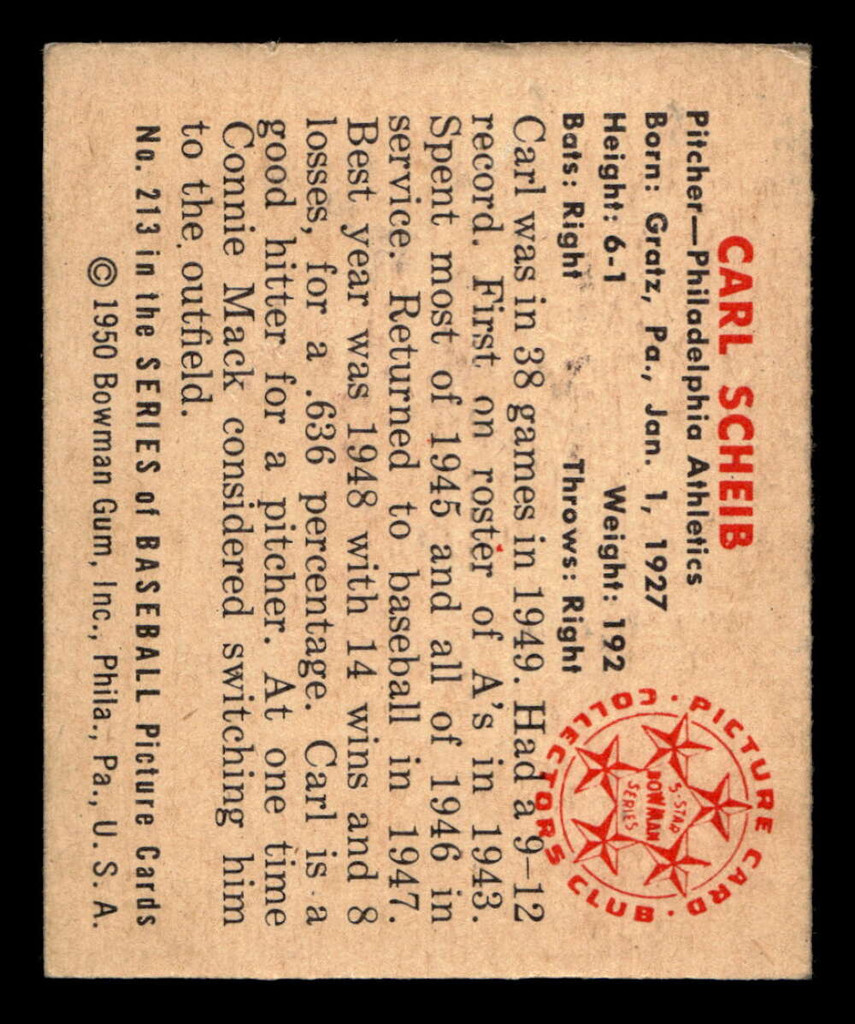 CARL SCHEIB
Pitcher—Philadelphia Athletics
Born: Gratz, Pa., Jan. 1, 1927
Height: 6-1 Weight: 192
Bats: Right Throws: Right
Carl was in 38 games in 1949. Had a 9–12
record. First on roster of A's in 1943.
Spent most of 1945 and all of 1946 in
service. Returned to baseball in 1947.
Best year was 1948 with 14 wins and 8
losses, for a .636 percentage. Carl is a
good hitter for a pitcher. At one time
Connie Mack considered switching him
to the outfield.
No. 213 in the SERIES of BASEBALL Picture Cards
© 1950 Bowman Gum, Inc., Phila., Pa., U. S. A.
PICTURE CARD · COLLECTORS CLUB ·
5-STAR
BOWMAN
SERIES